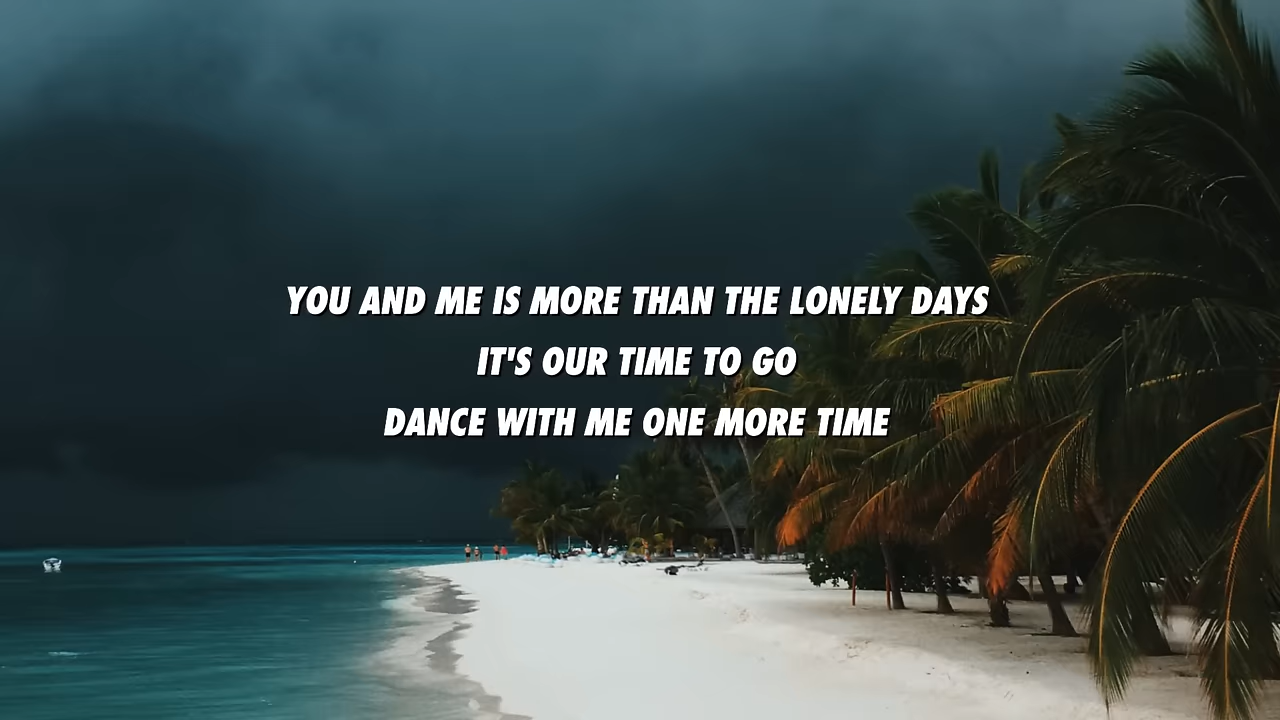 YOU AND ME IS MORE THAN THE LONELY DAYS
IT'S OUR TIME TO GO
DANCE WITH ME ONE MORE TIME